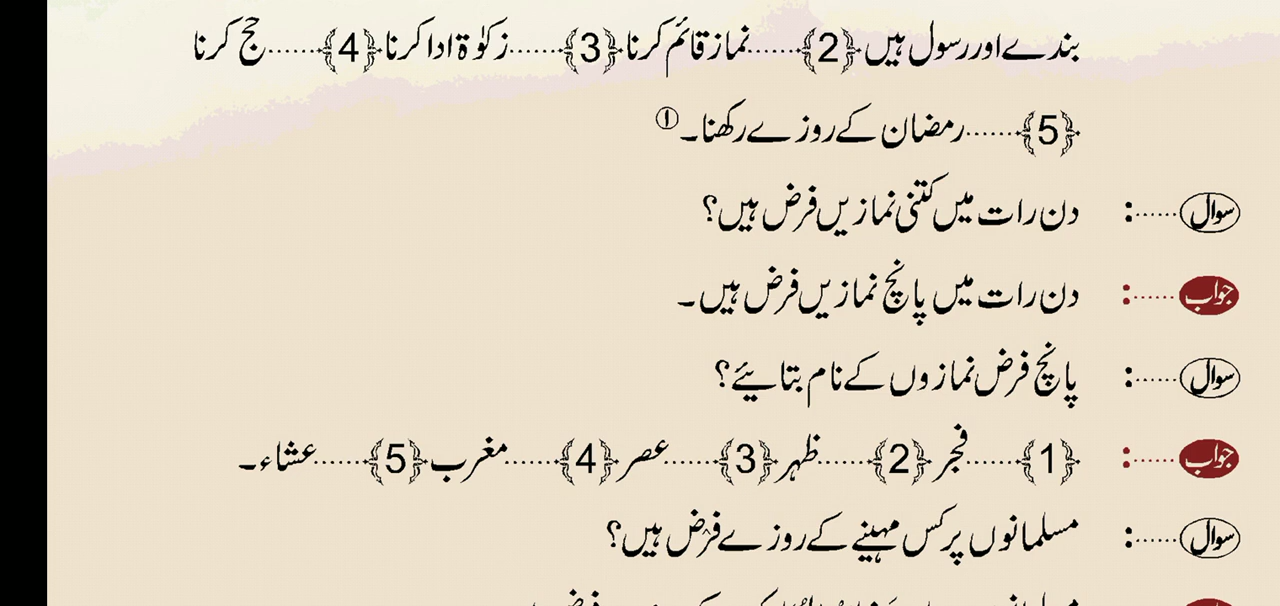 بندے اور رسول ہیں ﴿2﴾......نماز قائم کرنا ﴿3﴾......زکوٰۃ ادا کرنا ﴿4﴾......حج کرنا
﴿5﴾......رمضان کے روزے رکھنا۔ ①
سوال ......: دن رات میں کتنی نمازیں فرض ہیں؟
جواب ......: دن رات میں پانچ نمازیں فرض ہیں۔
سوال ......: پانچ فرض نمازوں کے نام بتائیے؟
جواب ......: ﴿1﴾......فجر ﴿2﴾......ظہر ﴿3﴾......عصر ﴿4﴾......مغرب ﴿5﴾......عشاء۔
سوال ......: مسلمانوں پر کس مہینے کے روزے فرض ہیں؟